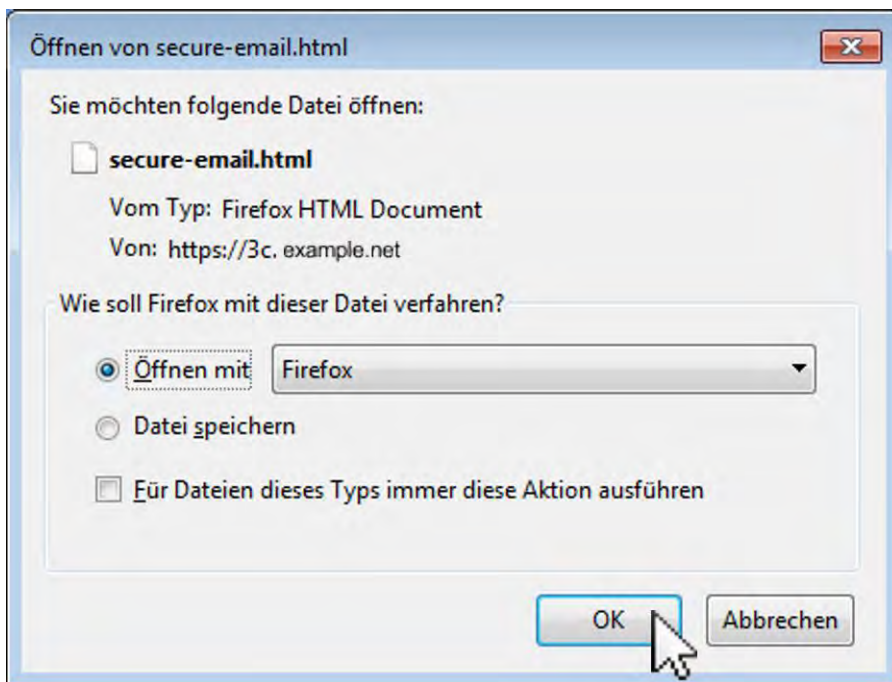 Öffnen von secure-email.html
Sie möchten folgende Datei öffnen:
secure-email.html
Vom Typ: Firefox HTML Document
Von: https://3c. example.net
Wie soll Firefox mit dieser Datei verfahren?
Öffnen mit Firefox
Datei speichern
Für Dateien dieses Typs immer diese Aktion ausführen
OK Abbrechen